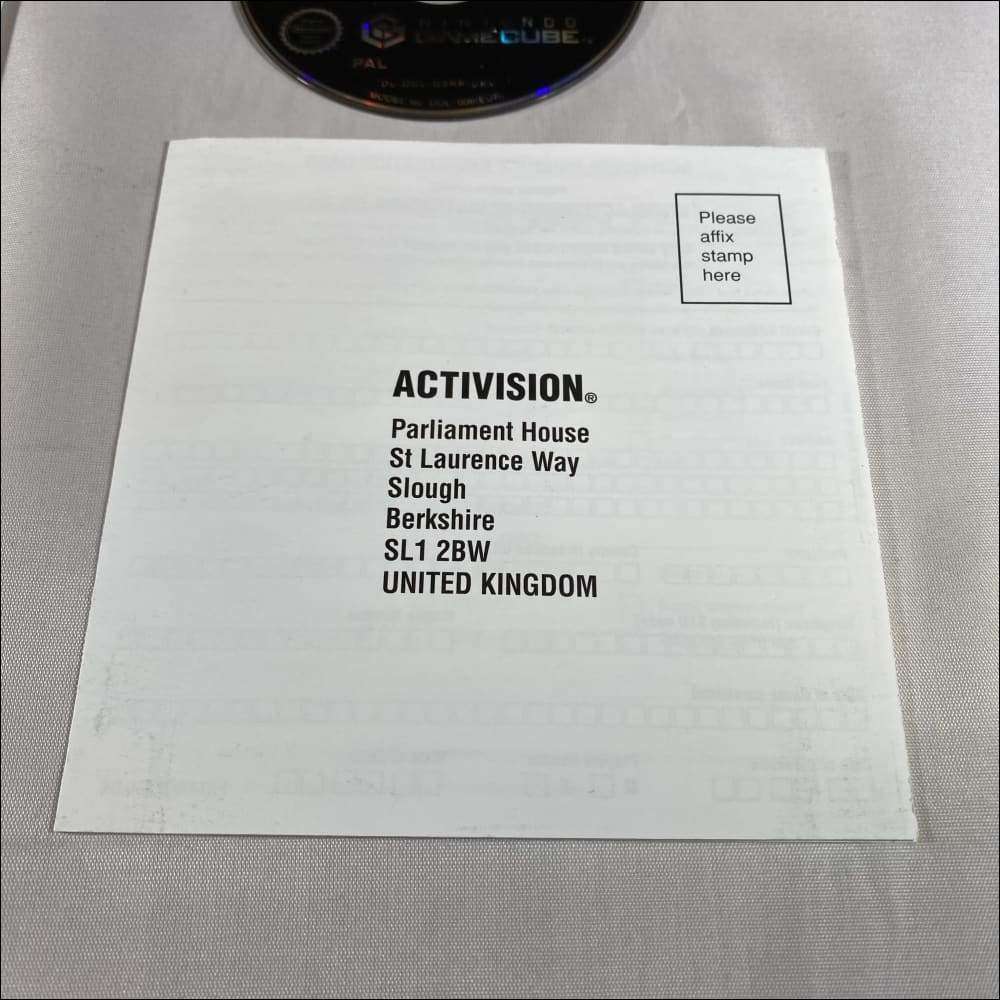 NINTENDO
GAMECUBE
PAL
Please
affix
stamp
here
ACTIVISION®
Parliament House
St Laurence Way
Slough
Berkshire
SL1 2BW
UNITED KINGDOM